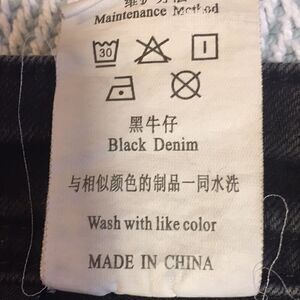 Maintenance Method
30
黑牛仔
Black Denim
与相似颜色的制品一同水洗
Wash with like color
MADE IN CHINA